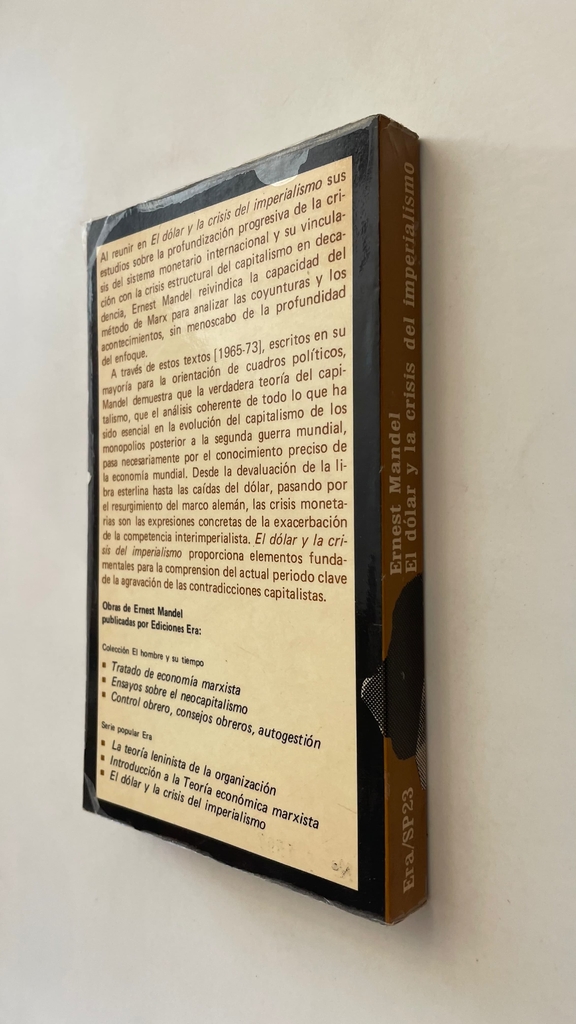 Al reunir en El dólar y la crisis del imperialismo sus
estudios sobre la profundización progresiva de la cri-
sis del sistema monetario internacional y su vincula-
ción con la crisis estructural del capitalismo en deca-
dencia, Ernest Mandel reivindica la capacidad del
método de Marx para analizar las coyunturas y los
acontecimientos, sin menoscabo de la profundidad
del enfoque.
A través de estos textos [1965-73], escritos en su
mayoría para la orientación de cuadros políticos,
Mandel demuestra que la verdadera teoría del capi-
talismo, que el análisis coherente de todo lo que ha
sido esencial en la evolución del capitalismo de los
monopolios posterior a la segunda guerra mundial,
pasa necesariamente por el conocimiento preciso de
la economía mundial. Desde la devaluación de la li-
bra esterlina hasta las caídas del dólar, pasando por
el resurgimiento del marco alemán, las crisis moneta-
rias son las expresiones concretas de la exacerbación
de la competencia interimperialista. El dólar y la cri-
sis del imperialismo proporciona elementos funda-
mentales para la comprension del actual periodo clave
de la agravación de las contradicciones capitalistas.
Obras de Ernest Mandel
publicadas por Ediciones Era:
Colección El hombre y su tiempo
▪ Tratado de economía marxista
▪ Ensayos sobre el neocapitalismo
▪ Control obrero, consejos obreros, autogestión
Serie popular Era
▪ La teoría leninista de la organización
▪ Introducción a la Teoría económica marxista
▪ El dólar y la crisis del imperialismo
Ernest Mandel
El dólar y la crisis del imperialismo
Era/SP23